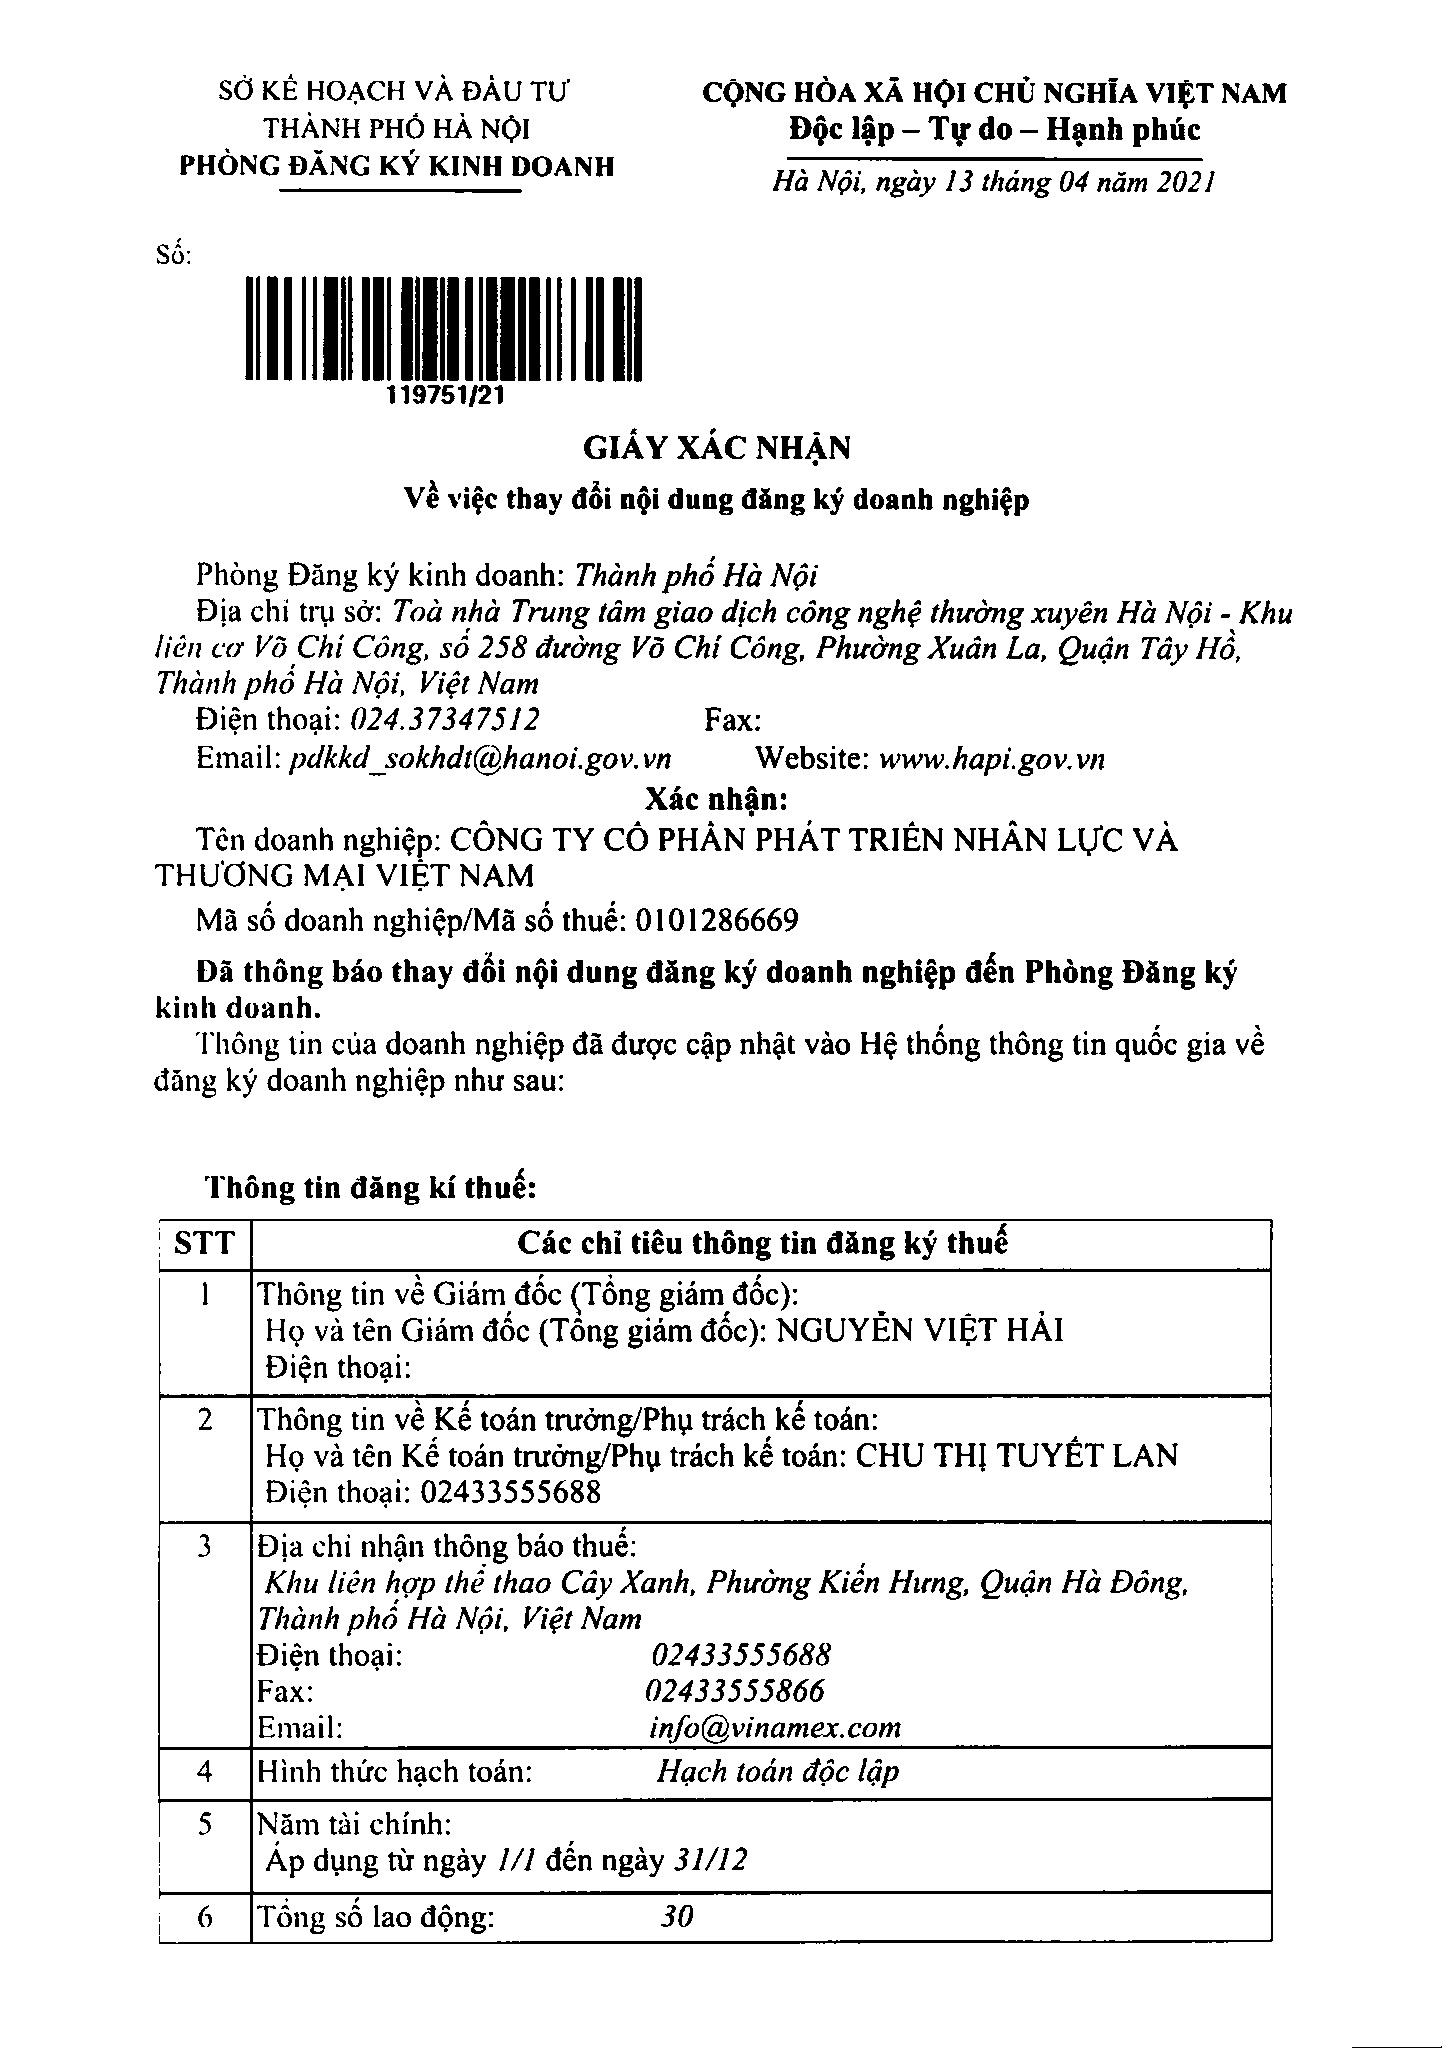 SỞ KẾ HOẠCH VÀ ĐẦU TƯ
THÀNH PHỐ HÀ NỘI
PHÒNG ĐĂNG KÝ KINH DOANH
CỘNG HÒA XÃ HỘI CHỦ NGHĨA VIỆT NAM
Độc lập – Tự do – Hạnh phúc
Hà Nội, ngày 13 tháng 04 năm 2021
Số:
119751/21
GIẤY XÁC NHẬN
Về việc thay đổi nội dung đăng ký doanh nghiệp
Phòng Đăng ký kinh doanh: Thành phố Hà Nội
Địa chỉ trụ sở: Toà nhà Trung tâm giao dịch công nghệ thường xuyên Hà Nội - Khu
liên cơ Võ Chí Công, số 258 đường Võ Chí Công, Phường Xuân La, Quận Tây Hồ,
Thành phố Hà Nội, Việt Nam
Điện thoại: 024.37347512 Fax:
Email: pdkkd_sokhdt@hanoi.gov.vn Website: www.hapi.gov.vn
Xác nhận:
Tên doanh nghiệp: CÔNG TY CỔ PHẦN PHÁT TRIỂN NHÂN LỰC VÀ
THƯƠNG MẠI VIỆT NAM
Mã số doanh nghiệp/Mã số thuế: 0101286669
Đã thông báo thay đổi nội dung đăng ký doanh nghiệp đến Phòng Đăng ký
kinh doanh.
Thông tin của doanh nghiệp đã được cập nhật vào Hệ thống thông tin quốc gia về
đăng ký doanh nghiệp như sau:
Thông tin đăng kí thuế:
STT Các chỉ tiêu thông tin đăng ký thuế
1 Thông tin về Giám đốc (Tổng giám đốc):
Họ và tên Giám đốc (Tổng giám đốc): NGUYỄN VIỆT HẢI
Điện thoại:
2 Thông tin về Kế toán trưởng/Phụ trách kế toán:
Họ và tên Kế toán trưởng/Phụ trách kế toán: CHU THỊ TUYẾT LAN
Điện thoại: 02433555688
3 Địa chỉ nhận thông báo thuế:
Khu liên hợp thể thao Cây Xanh, Phường Kiến Hưng, Quận Hà Đông,
Thành phố Hà Nội, Việt Nam
Điện thoại: 02433555688
Fax: 02433555866
Email: info@vinamex.com
4 Hình thức hạch toán: Hạch toán độc lập
5 Năm tài chính:
Áp dụng từ ngày 1/1 đến ngày 31/12
6 Tổng số lao động: 30